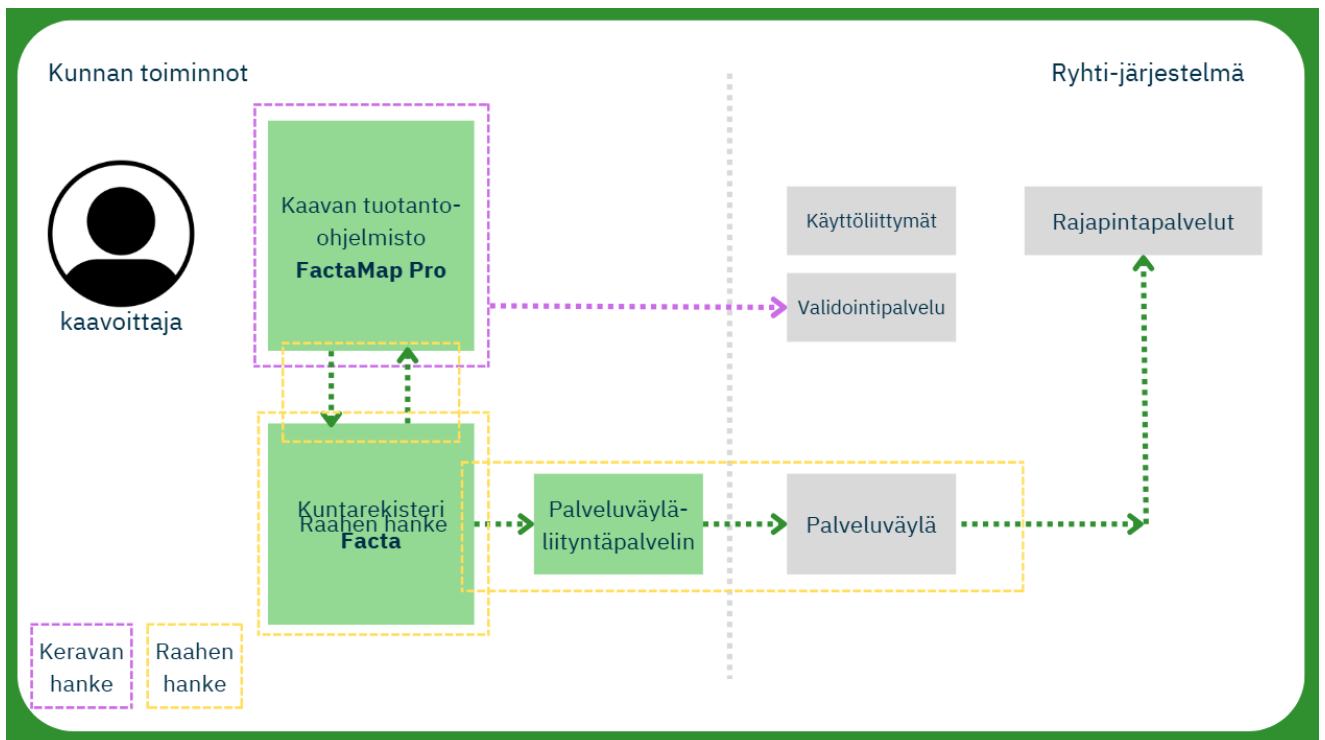 Kunnan toiminnot
Ryhti-järjestelmä
kaavoittaja
Kaavan tuotanto-
ohjelmisto
FactaMap Pro
Käyttöliittymät
Rajapintapalvelut
Validointipalvelu
Kuntarekisteri
Raahen hanke
Facta
Palveluväylä-
liityntäpalvelin
Palveluväylä
Keravan
hanke
Raahen
hanke